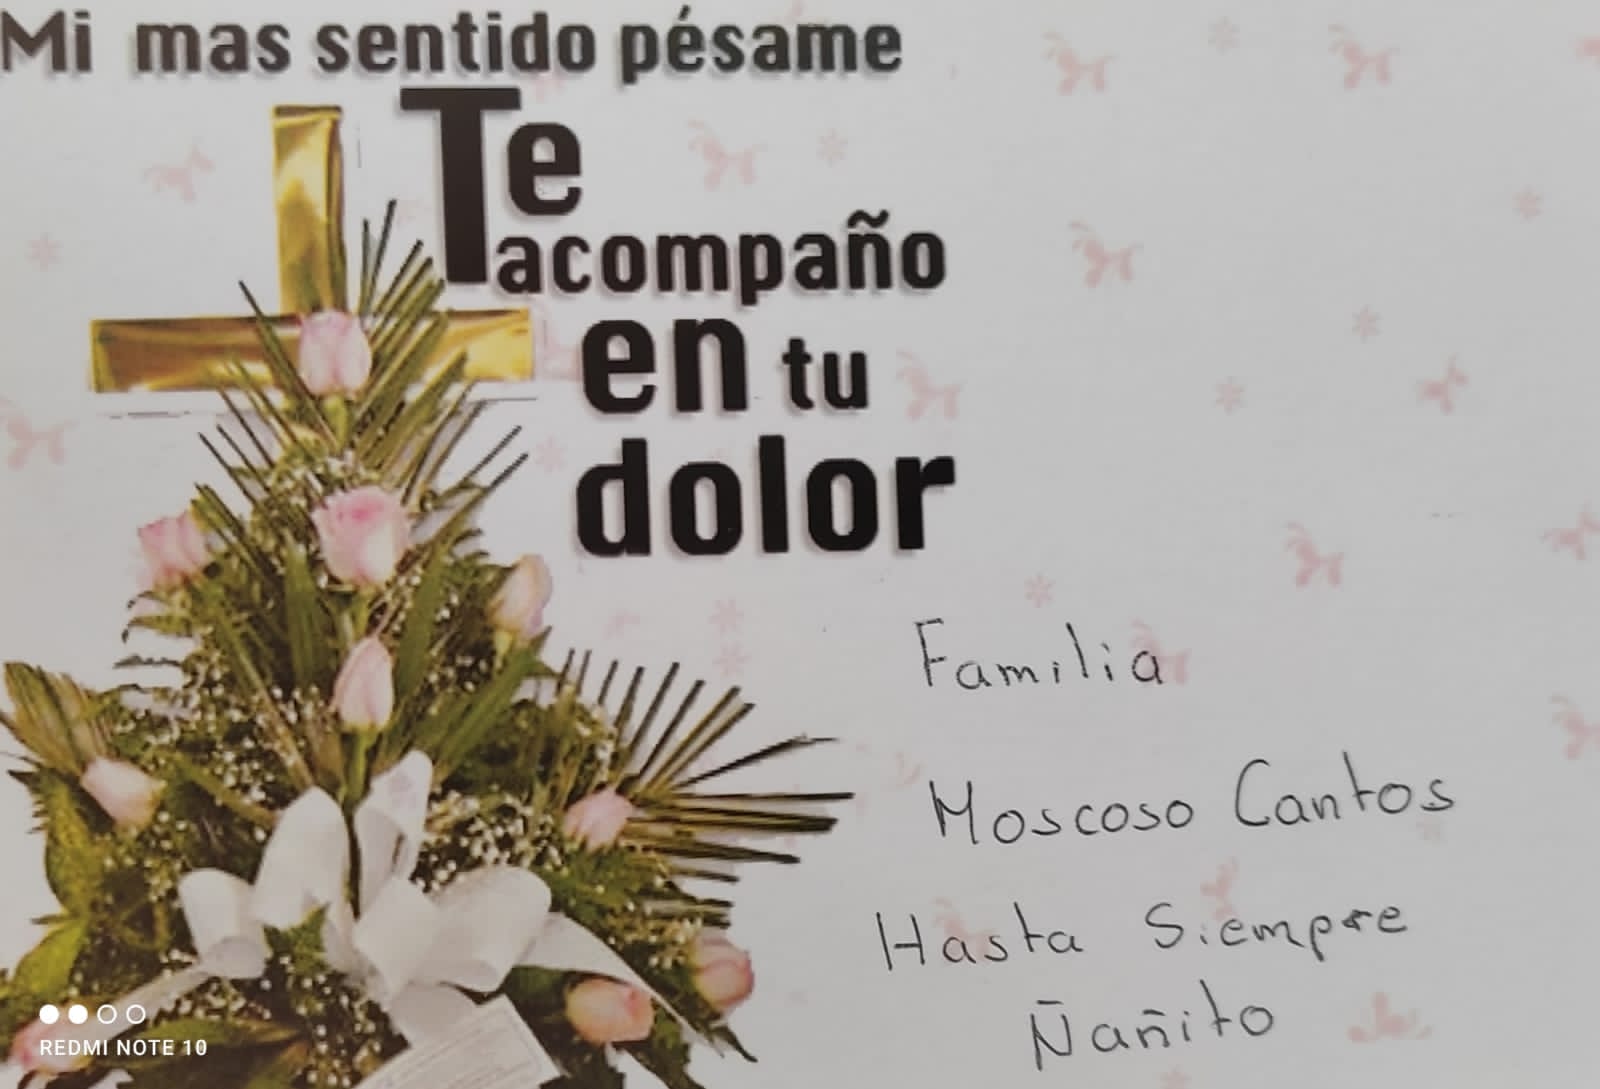 Mi mas sentido pésame
Te
acompaño
en tu
dolor
Familia
Moscoso Cantos
Hasta Siempre
Ñañito
REDMI NOTE 10